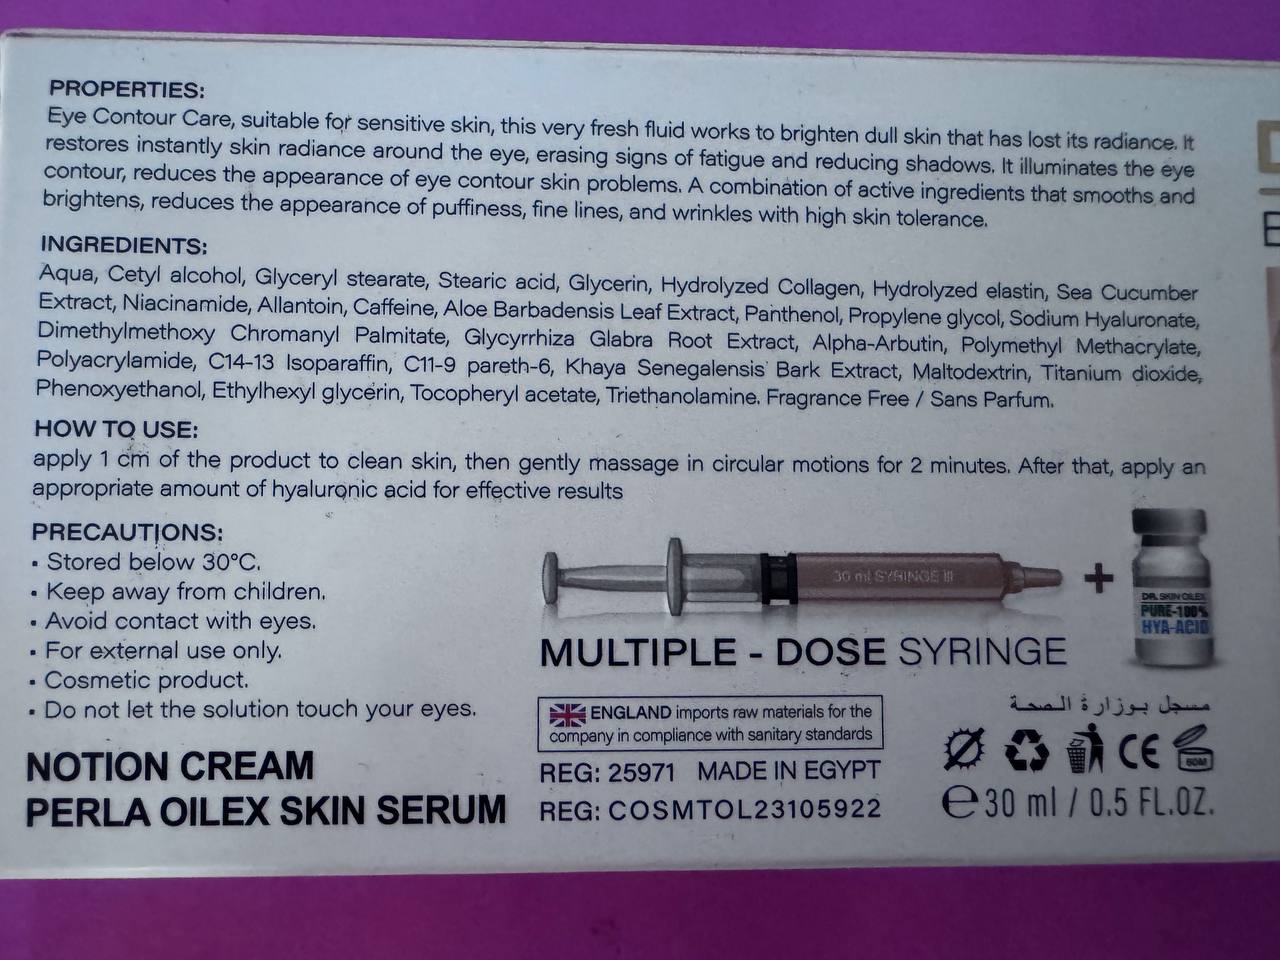 PROPERTIES:
Eye Contour Care, suitable for sensitive skin, this very fresh fluid works to brighten dull skin that has lost its radiance. It
restores instantly skin radiance around the eye, erasing signs of fatigue and reducing shadows. It illuminates the eye
contour, reduces the appearance of eye contour skin problems. A combination of active ingredients that smooths and
brightens, reduces the appearance of puffiness, fine lines, and wrinkles with high skin tolerance.
INGREDIENTS:
Aqua, Cetyl alcohol, Glyceryl stearate, Stearic acid, Glycerin, Hydrolyzed Collagen, Hydrolyzed elastin, Sea Cucumber
Extract, Niacinamide, Allantoin, Caffeine, Aloe Barbadensis Leaf Extract, Panthenol, Propylene glycol, Sodium Hyaluronate,
Dimethylmethoxy Chromanyl Palmitate, Glycyrrhiza Glabra Root Extract, Alpha-Arbutin, Polymethyl Methacrylate,
Polyacrylamide, C14-13 Isoparaffin, C11-9 pareth-6, Khaya Senegalensis Bark Extract, Maltodextrin, Titanium dioxide,
Phenoxyethanol, Ethylhexyl glycerin, Tocopheryl acetate, Triethanolamine. Fragrance Free / Sans Parfum.
HOW TO USE:
apply 1 cm of the product to clean skin, then gently massage in circular motions for 2 minutes. After that, apply an
appropriate amount of hyaluronic acid for effective results
PRECAUTIONS:
• Stored below 30°C.
• Keep away from children.
• Avoid contact with eyes.
• For external use only.
• Cosmetic product.
• Do not let the solution touch your eyes.
NOTION CREAM
PERLA OILEX SKIN SERUM
30 ml SYRINGE
+
DR. SKIN OILEX
PURE-100%
HYA-ACID
MULTIPLE - DOSE SYRINGE
ENGLAND imports raw materials for the
company in compliance with sanitary standards
REG: 25971 MADE IN EGYPT
REG: COSMTOL23105922
مسجل بوزارة الصحة
CE
60M
e 30 ml / 0.5 FL.OZ.